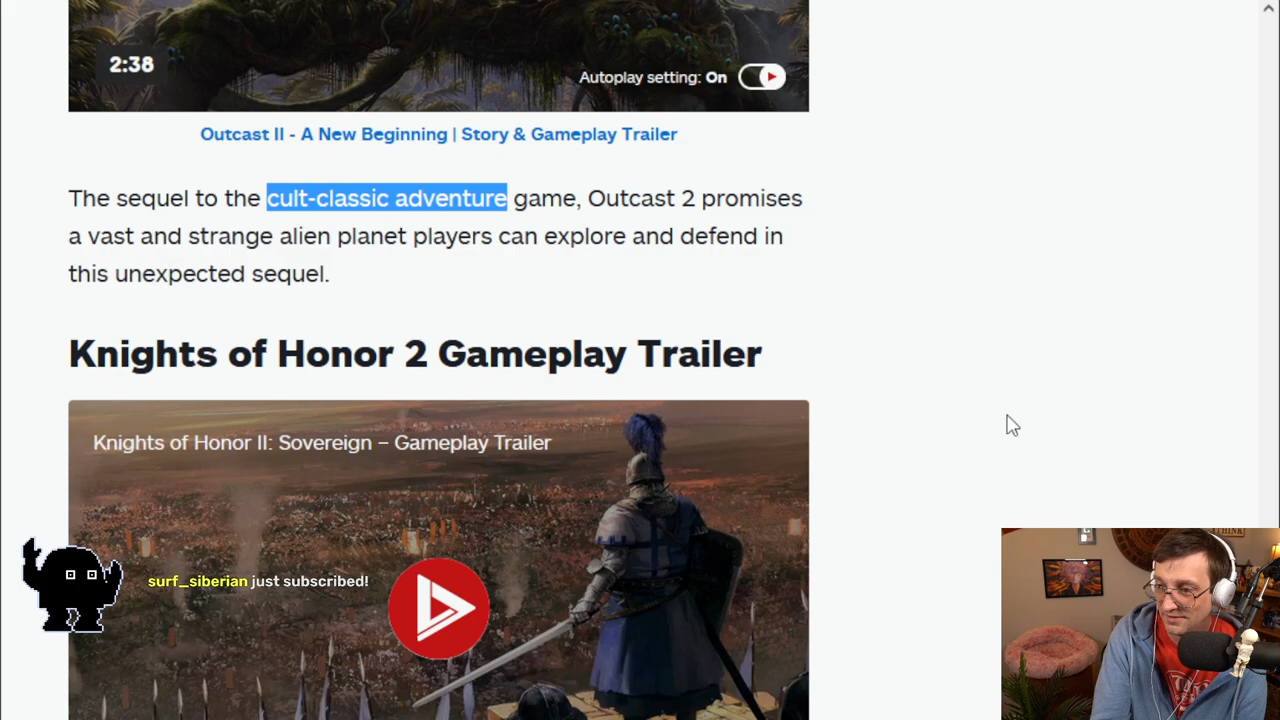 2:38
Autoplay setting: On
Outcast II - A New Beginning | Story & Gameplay Trailer
The sequel to the cult-classic adventure game, Outcast 2 promises
a vast and strange alien planet players can explore and defend in
this unexpected sequel.
Knights of Honor 2 Gameplay Trailer
Knights of Honor II: Sovereign – Gameplay Trailer
surf_siberian just subscribed!
THINK!